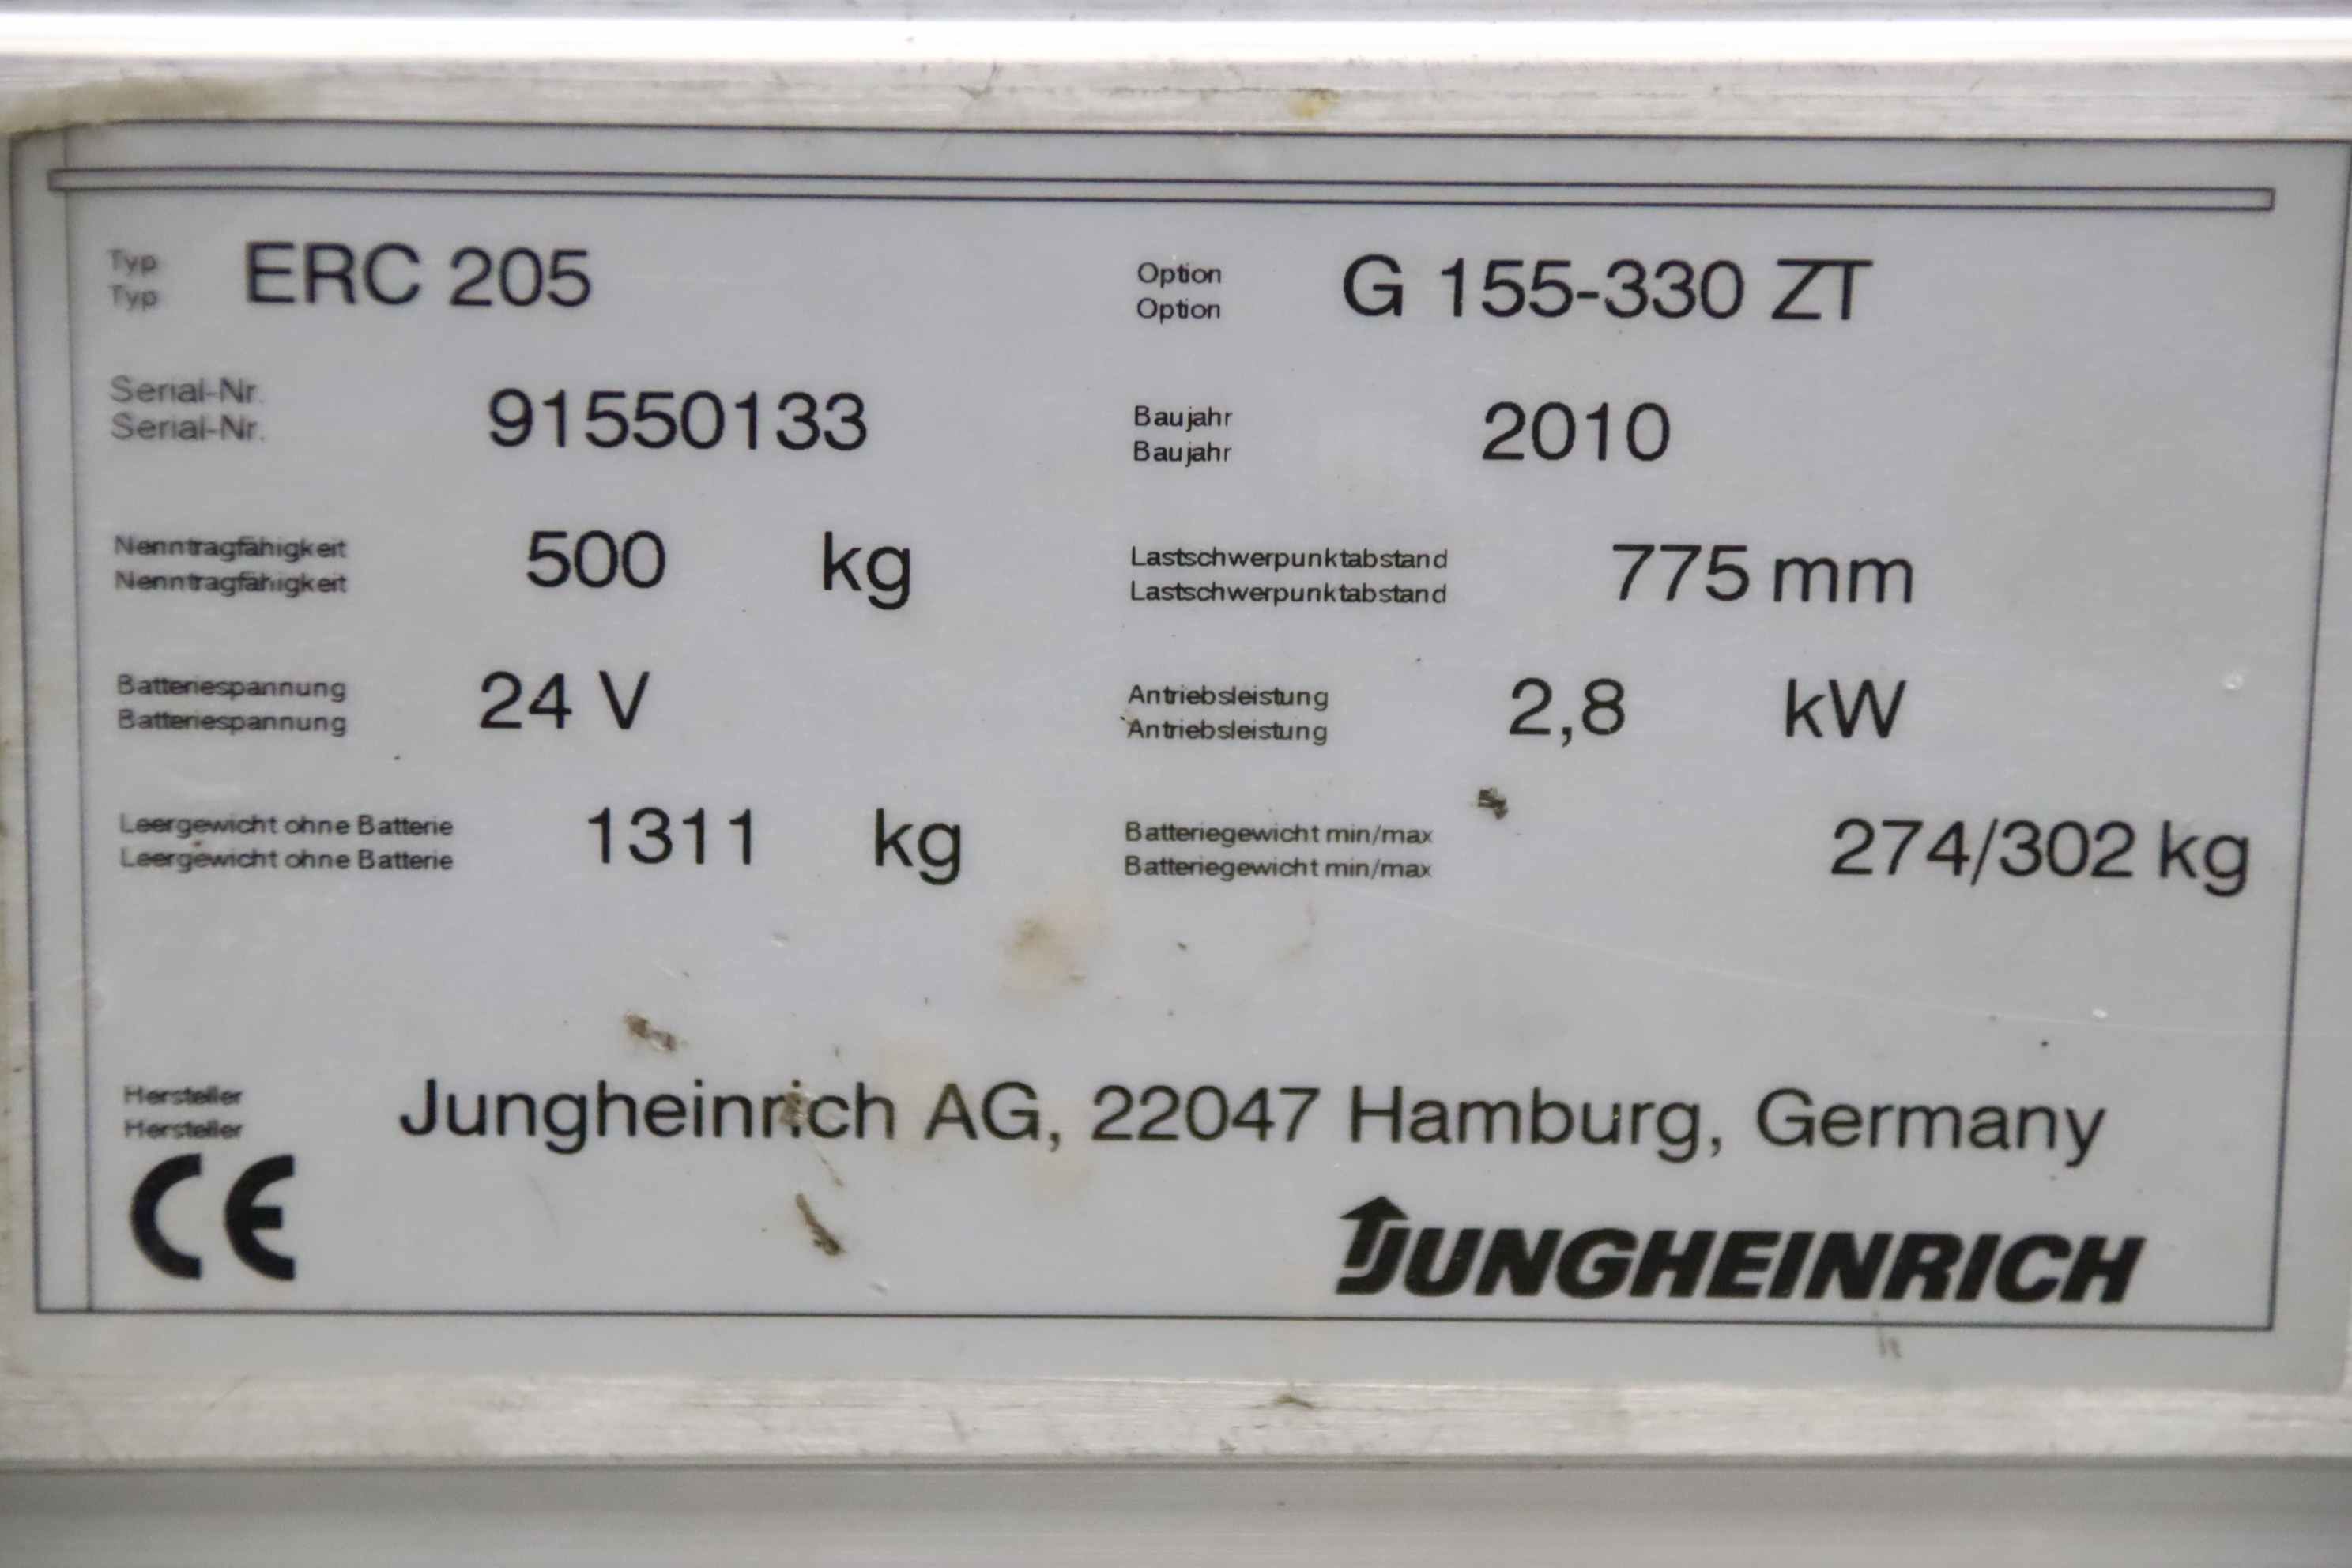 Typ ERC 205 Option G 155-330 ZT
Typ Option
Serial-Nr. 91550133 Baujahr 2010
Serial-Nr. Baujahr
Nenntragfähigkeit 500 kg Lastschwerpunktabstand 775 mm
Nenntragfähigkeit Lastschwerpunktabstand
Batteriespannung 24 V Antriebsleistung 2,8 kW
Batteriespannung Antriebsleistung
Leergewicht ohne Batterie 1311 kg Batteriegewicht min/max 274/302 kg
Leergewicht ohne Batterie Batteriegewicht min/max
Hersteller Jungheinrich AG, 22047 Hamburg, Germany
Hersteller
CE JUNGHEINRICH